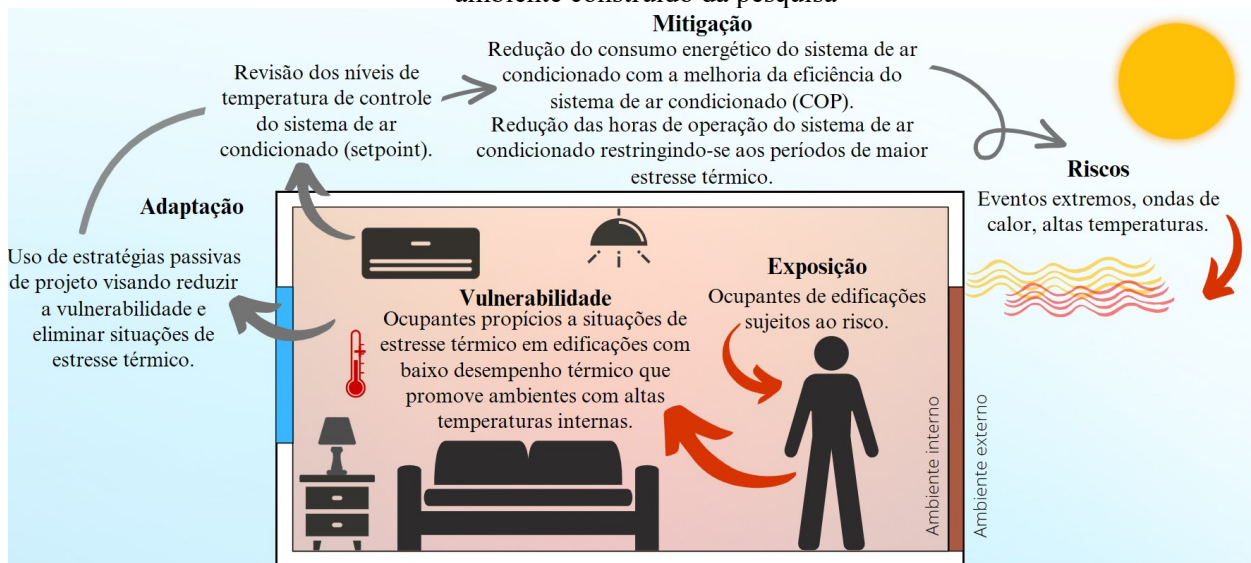 ambiente construído da pesquisa
Mitigação
Redução do consumo energético do sistema de ar
condicionado com a melhoria da eficiência do
sistema de ar condicionado (COP).
Redução das horas de operação do sistema de ar
condicionado restringindo-se aos períodos de maior
estresse térmico.
Revisão dos níveis de
temperatura de controle
do sistema de ar
condicionado (setpoint).
Adaptação
Uso de estratégias passivas
de projeto visando reduzir
a vulnerabilidade e
eliminar situações de
estresse térmico.
Riscos
Eventos extremos, ondas de
calor, altas temperaturas.
Exposição
Ocupantes de edificações
sujeitos ao risco.
Vulnerabilidade
Ocupantes propícios a situações de
estresse térmico em edificações com
baixo desempenho térmico que
promove ambientes com altas
temperaturas internas.
Ambiente interno
Ambiente externo